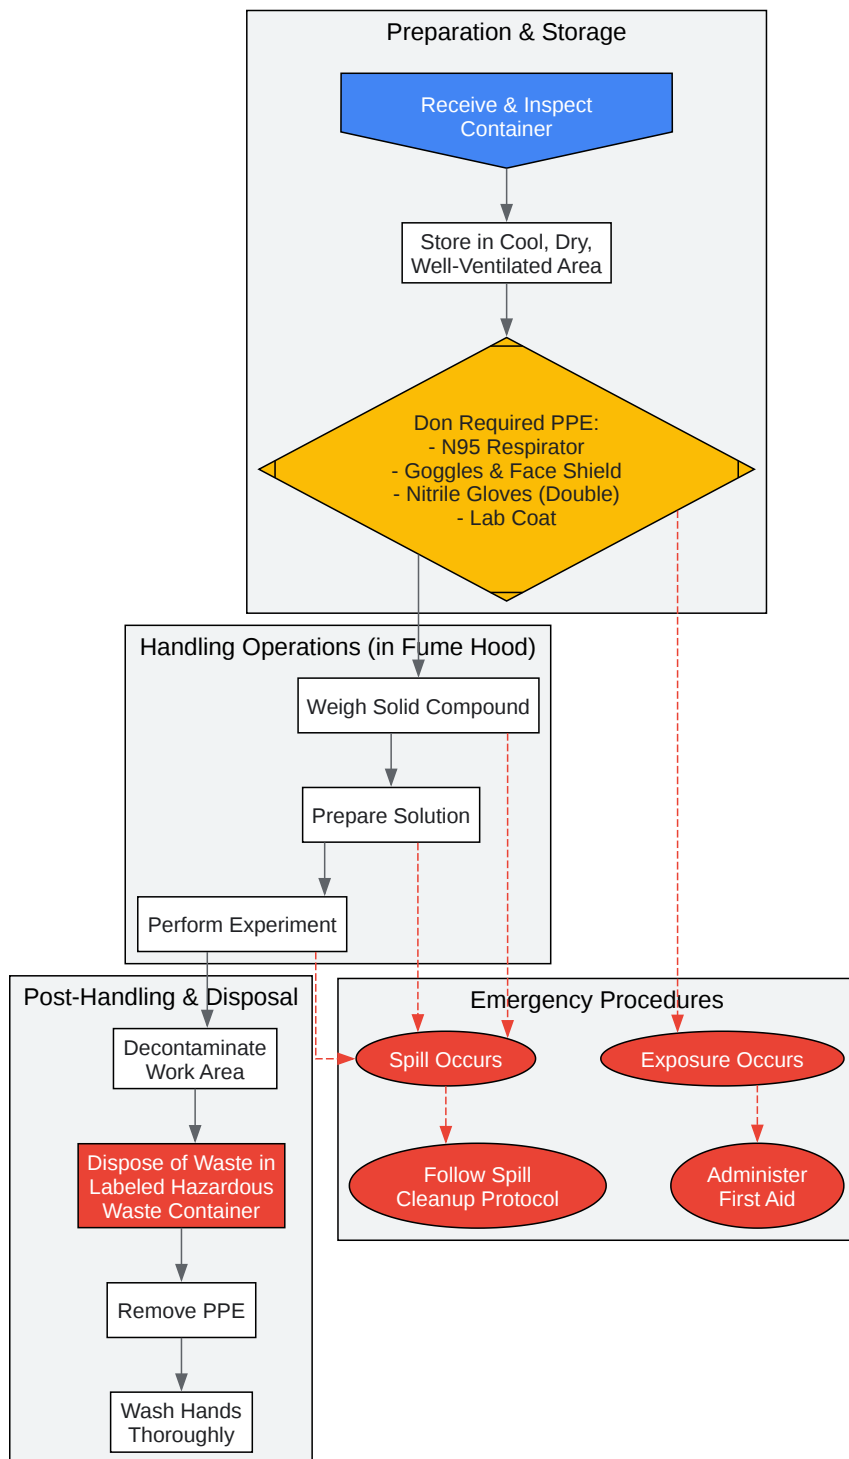 Preparation & Storage
Receive & Inspect
Container
Store in Cool, Dry,
Well-Ventilated Area
Don Required PPE:
- N95 Respirator
- Goggles & Face Shield
- Nitrile Gloves (Double)
- Lab Coat
Handling Operations (in Fume Hood)
Weigh Solid Compound
Prepare Solution
Perform Experiment
Post-Handling & Disposal
Decontaminate
Work Area
Dispose of Waste in
Labeled Hazardous
Waste Container
Remove PPE
Wash Hands
Thoroughly
Emergency Procedures
Spill Occurs
Exposure Occurs
Follow Spill
Cleanup Protocol
Administer
First Aid